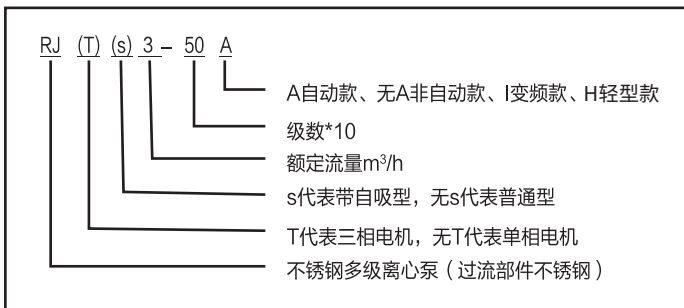 RJ (T) (s) 3 – 50 A
A自动款、无A非自动款、I变频款、H轻型款
级数*10
额定流量m³/h
s代表带自吸型，无s代表普通型
T代表三相电机，无T代表单相电机
不锈钢多级离心泵（过流部件不锈钢）